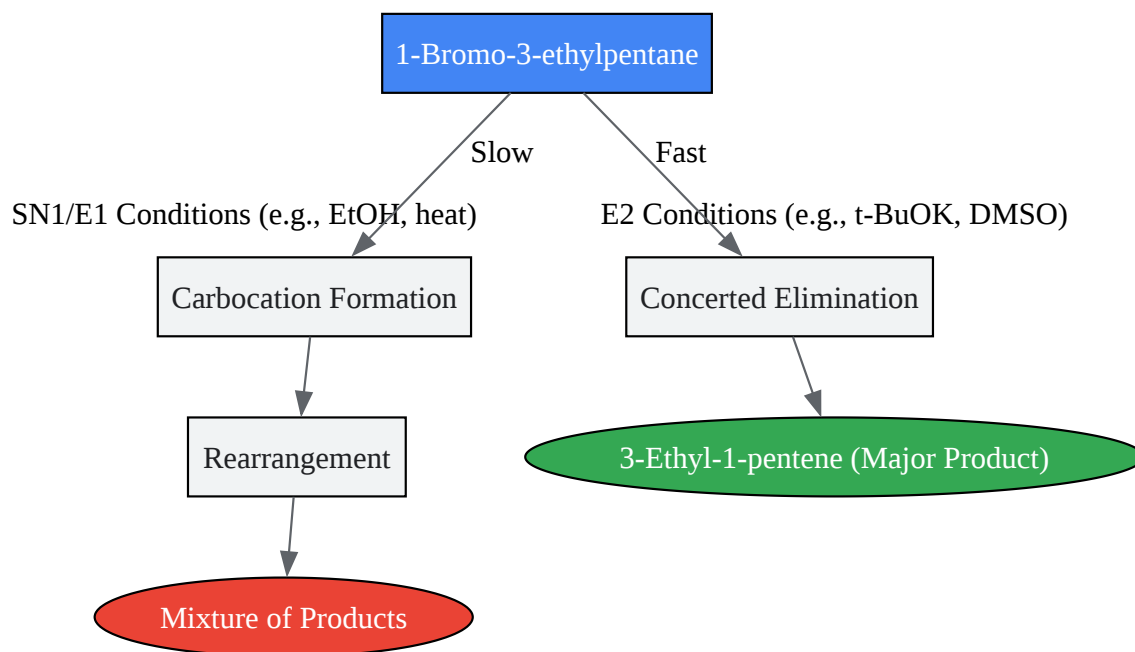 1-Bromo-3-ethylpentane
Slow
Fast
SN1/E1 Conditions (e.g., EtOH, heat)
E2 Conditions (e.g., t-BuOK, DMSO)
Carbocation Formation
Concerted Elimination
Rearrangement
3-Ethyl-1-pentene (Major Product)
Mixture of Products